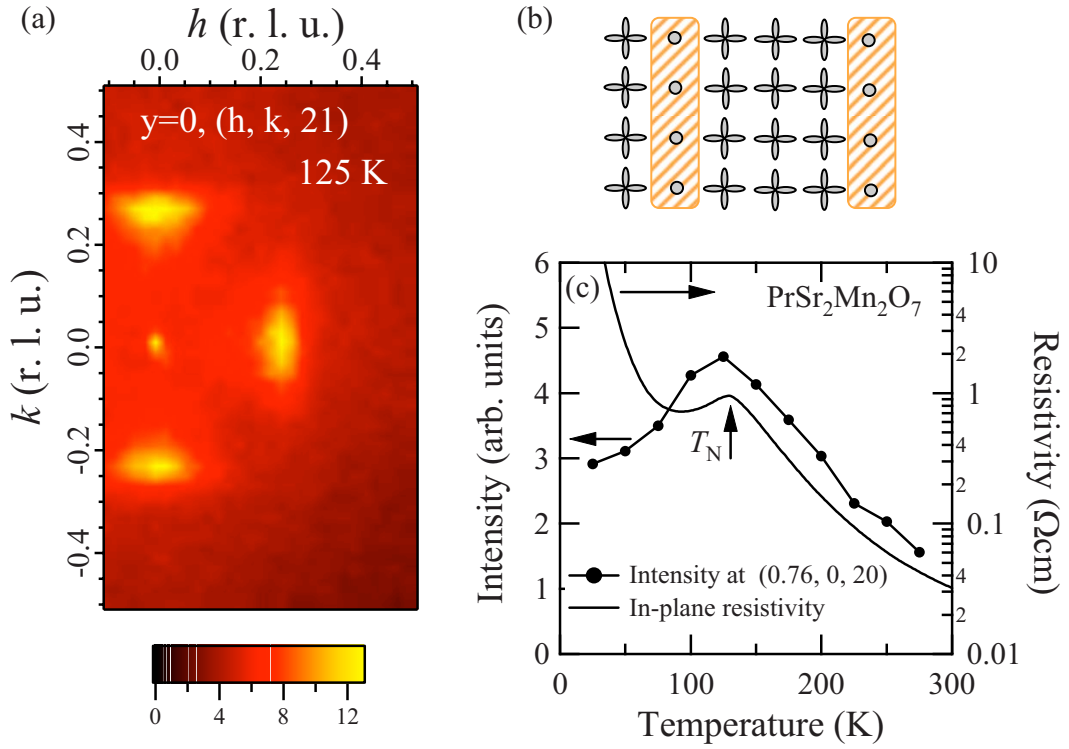 (a)
h (r. l. u.)
0.0 0.2 0.4
k (r. l. u.)
0.4
0.2
0.0
-0.2
-0.4
y=0, (h, k, 21)
125 K
0 4 8 12
(b)
(c)
PrSr2Mn2O7
Intensity (arb. units)
6
5
4
3
2
1
0
Resistivity (Ωcm)
10
4
2
1
4
2
0.1
4
2
0.01
TN
Intensity at (0.76, 0, 20)
In-plane resistivity
0 100 200 300
Temperature (K)